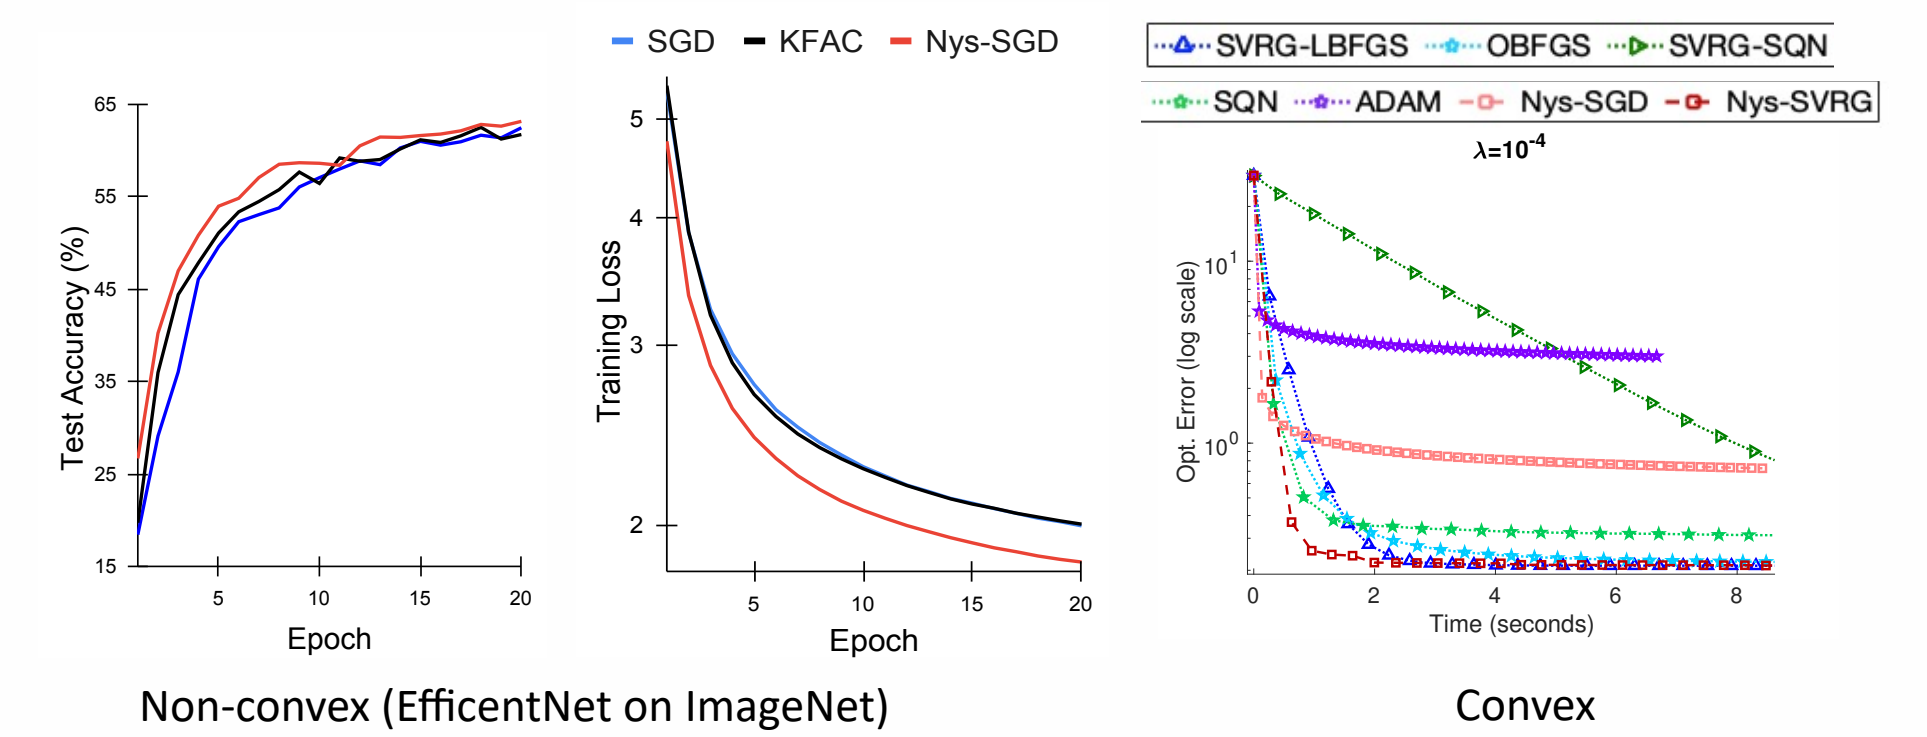 SGD KFAC Nys-SGD
65
55
45
35
25
15
Test Accuracy (%)
5 10 15 20
Epoch
5
4
3
2
Training Loss
5 10 15 20
Epoch
Non-convex (EfficentNet on ImageNet)
SVRG-LBFGS OBFGS SVRG-SQN
SQN ADAM Nys-SGD Nys-SVRG
λ=10⁻⁴
10¹
10⁰
Opt. Error (log scale)
0 2 4 6 8
Time (seconds)
Convex